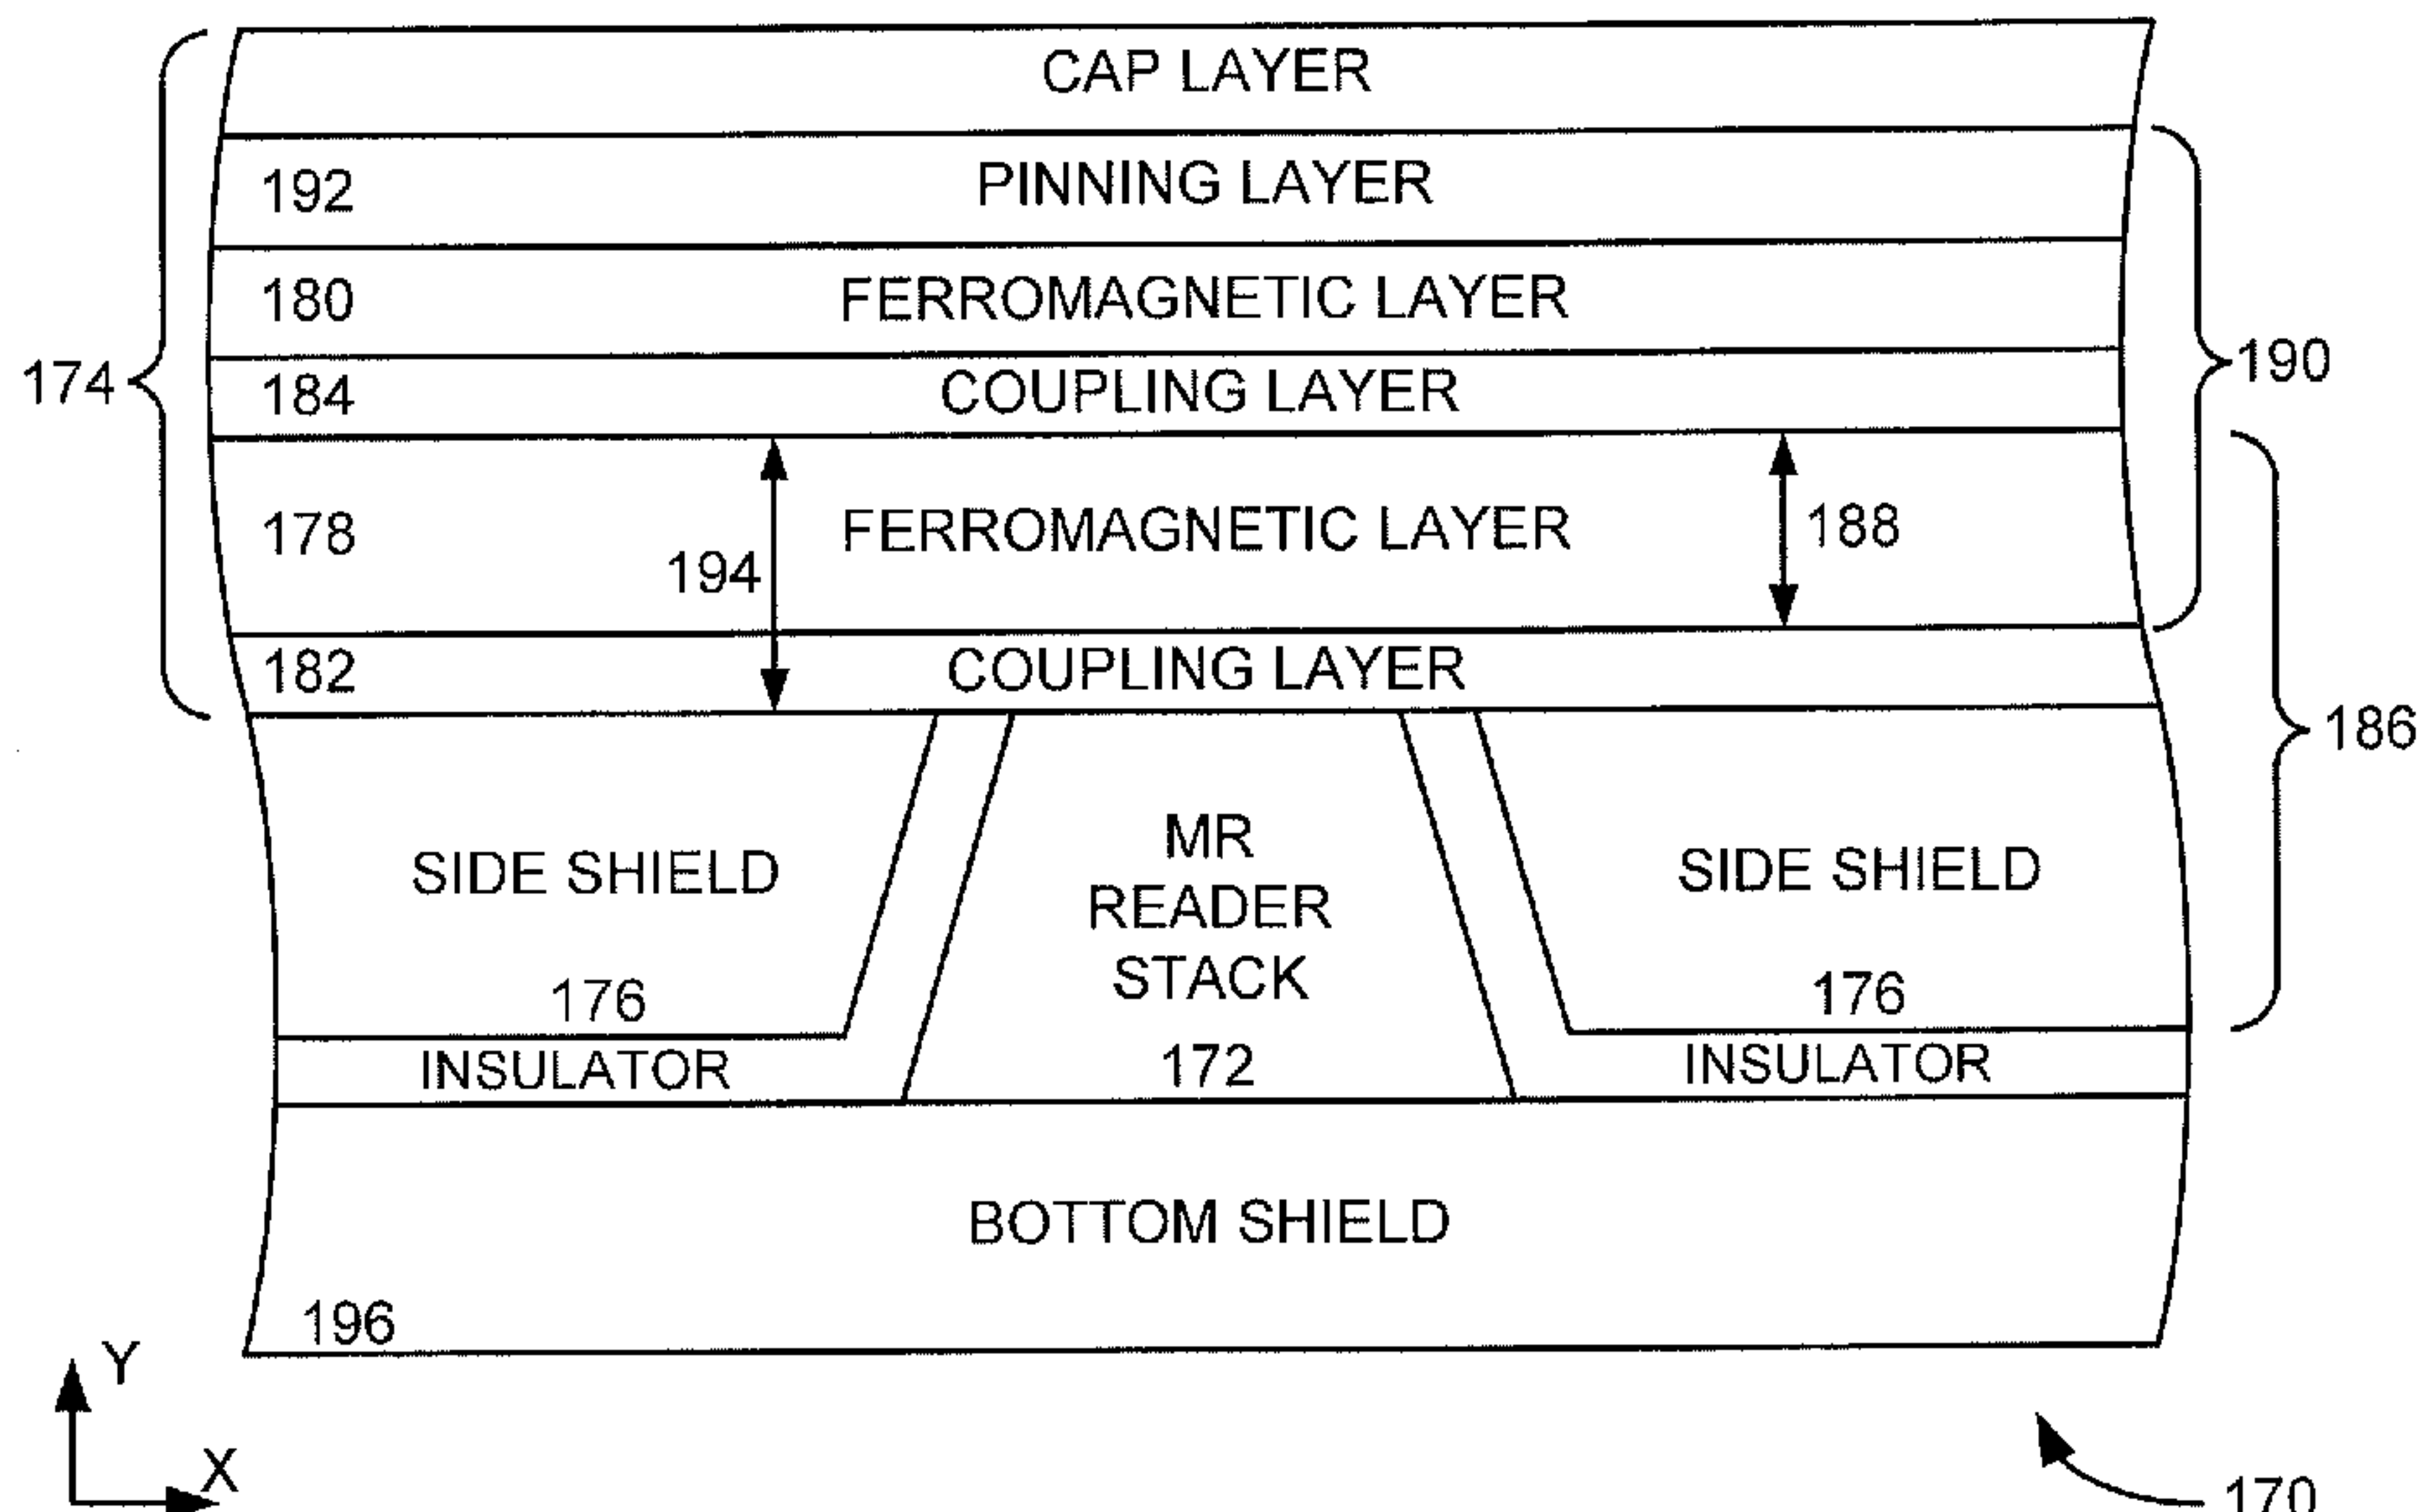 CAP LAYER
192 PINNING LAYER
180 FERROMAGNETIC LAYER
174
190
184 COUPLING LAYER
178 FERROMAGNETIC LAYER 188
194
182 COUPLING LAYER
186
SIDE SHIELD
176
MR
READER
STACK
172
SIDE SHIELD
176
INSULATOR
INSULATOR
BOTTOM SHIELD
196
Y
X
170